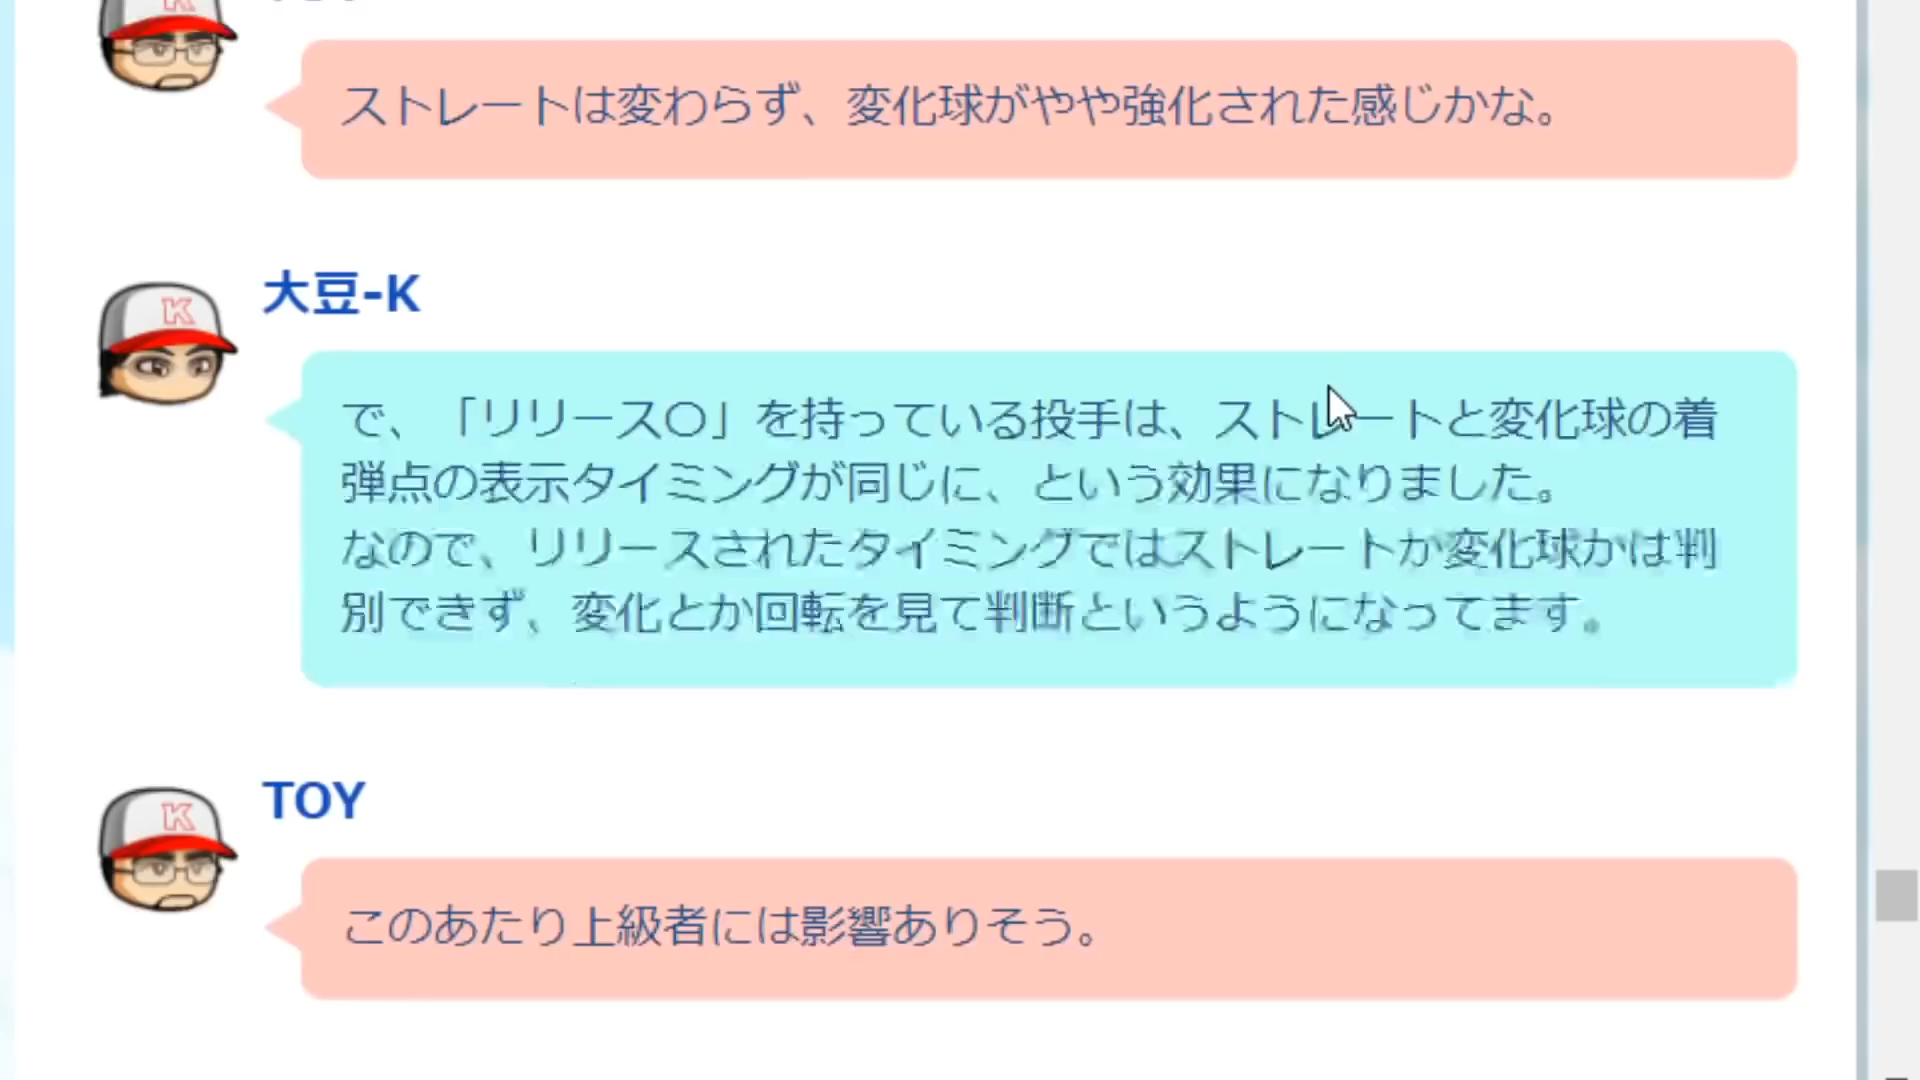 ストレートは変わらず、変化球がやや強化された感じかな。
K
大豆-K
で、「リリース〇」を持っている投手は、ストレートと変化球の着
弾点の表示タイミングが同じに、という効果になりました。
なので、リリースされたタイミングではストレートか変化球かは判
別できず、変化とか回転を見て判断というようになってます。
K
TOY
このあたり上級者には影響ありそう。